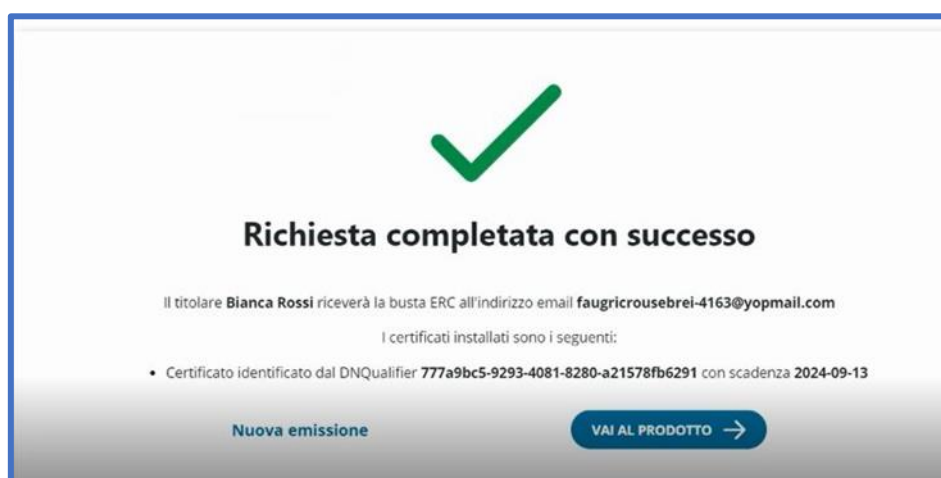 Richiesta completata con successo
Il titolare Bianca Rossi riceverà la busta ERC all'indirizzo email faugricrousebrei-4163@yopmail.com
I certificati installati sono i seguenti:
• Certificato identificato dal DNQualifier 777a9bc5-9293-4081-8280-a21578fb6291 con scadenza 2024-09-13
Nuova emissione
VAI AL PRODOTTO